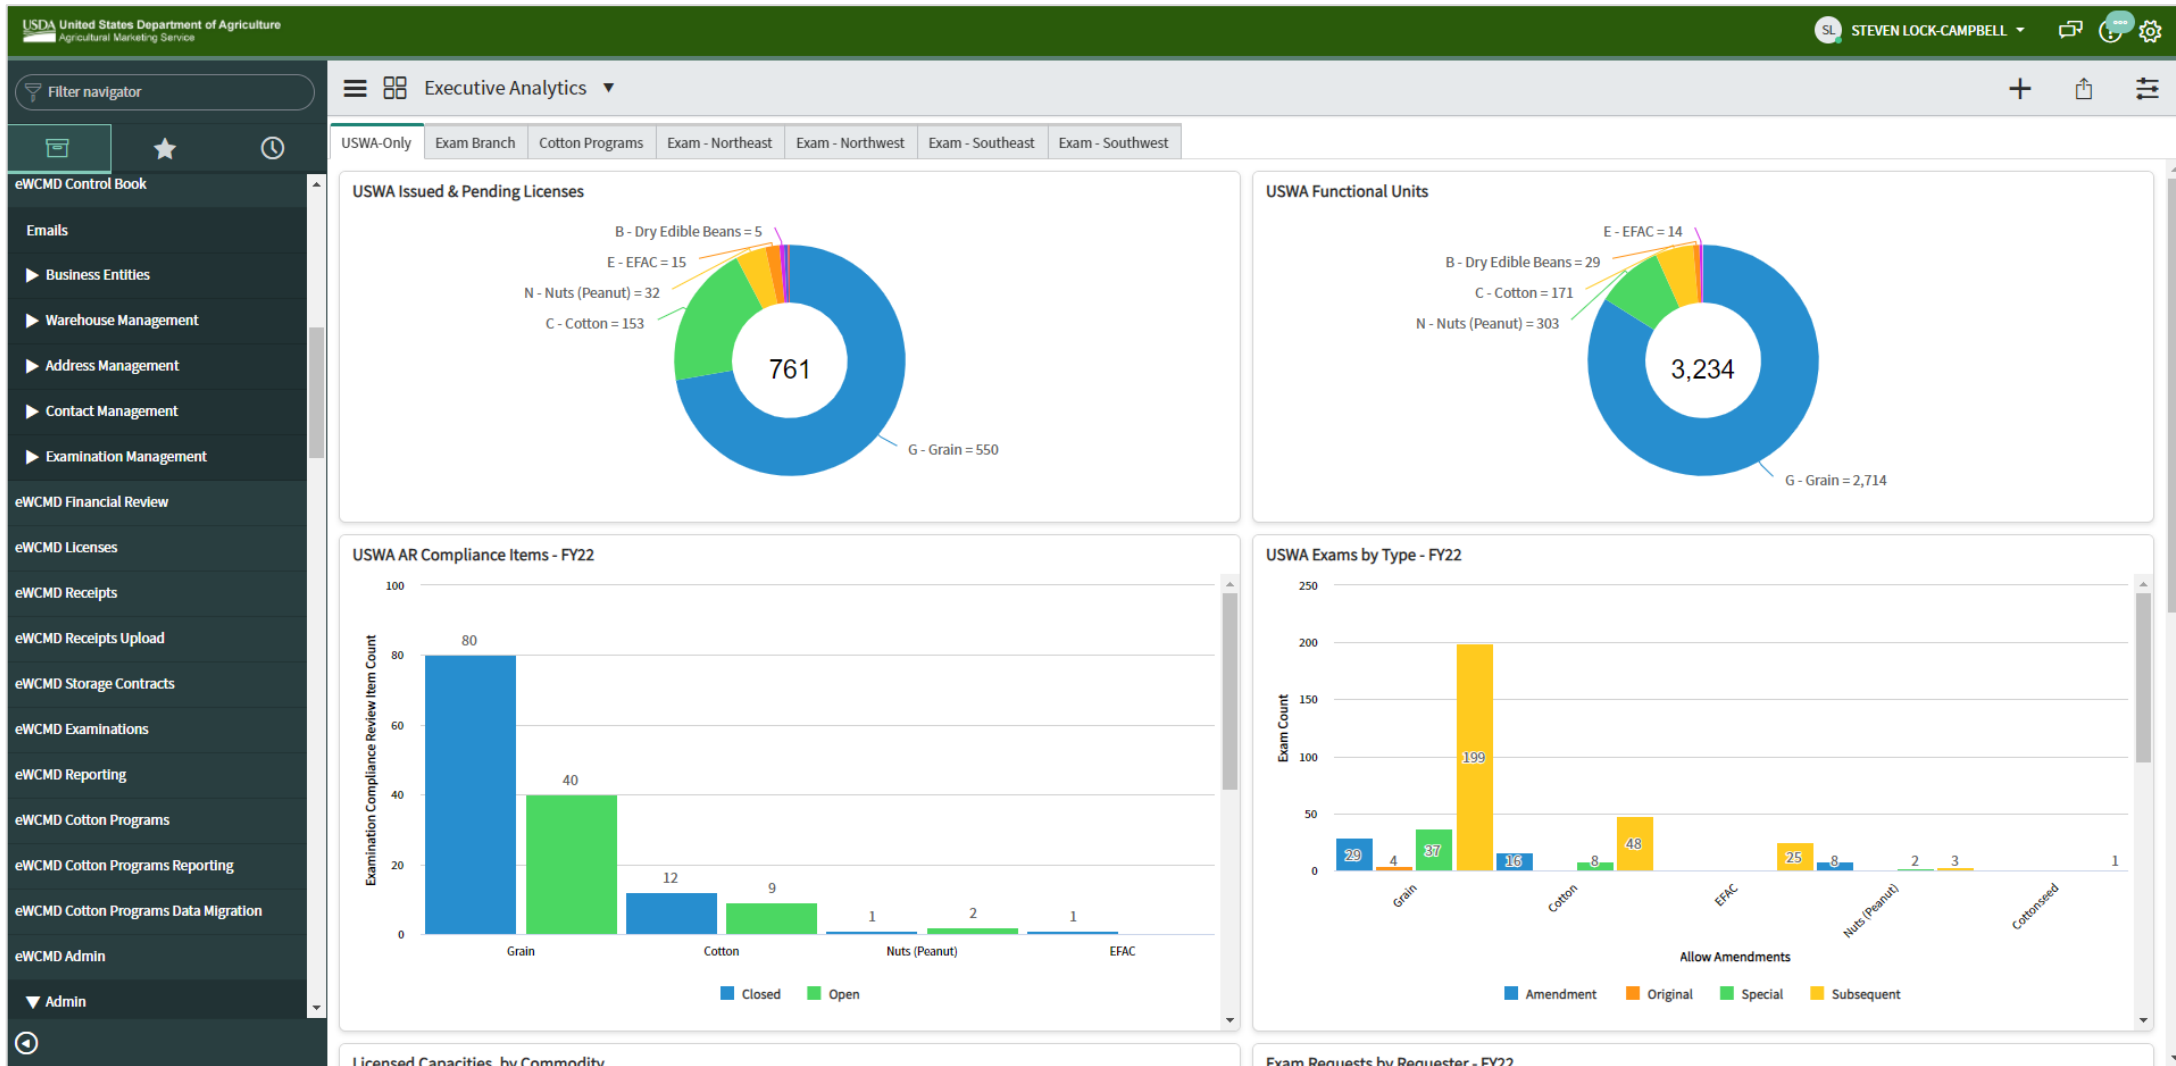 USDA United States Department of Agriculture
Agricultural Marketing Service
SL STEVEN LOCK-CAMPBELL
Filter navigator
Executive Analytics
USWA-Only Exam Branch Cotton Programs Exam - Northeast Exam - Northwest Exam - Southeast Exam - Southwest
eWCMD Control Book
Emails
Business Entities
Warehouse Management
Address Management
Contact Management
Examination Management
eWCMD Financial Review
eWCMD Licenses
eWCMD Receipts
eWCMD Receipts Upload
eWCMD Storage Contracts
eWCMD Examinations
eWCMD Reporting
eWCMD Cotton Programs
eWCMD Cotton Programs Reporting
eWCMD Cotton Programs Data Migration
eWCMD Admin
Admin
USWA Issued & Pending Licenses
B - Dry Edible Beans = 5
E - EFAC = 15
N - Nuts (Peanut) = 32
C - Cotton = 153
761
G - Grain = 550
USWA Functional Units
E - EFAC = 14
B - Dry Edible Beans = 29
C - Cotton = 171
N - Nuts (Peanut) = 303
3,234
G - Grain = 2,714
USWA AR Compliance Items - FY22
Examination Compliance Review Item Count
100
80
60
40
20
0
80
40
12
9
1
2
1
Grain Cotton Nuts (Peanut) EFAC
Closed Open
USWA Exams by Type - FY22
Exam Count
250
200
150
100
50
0
29
4
37
199
16
8
48
25
8
2
3
1
Grain
Cotton
EFAC
Nuts (Peanut)
Cottonseed
Allow Amendments
Amendment Original Special Subsequent
Licensed Capacities, by Commodity
Exam Requests by Requester - FY22